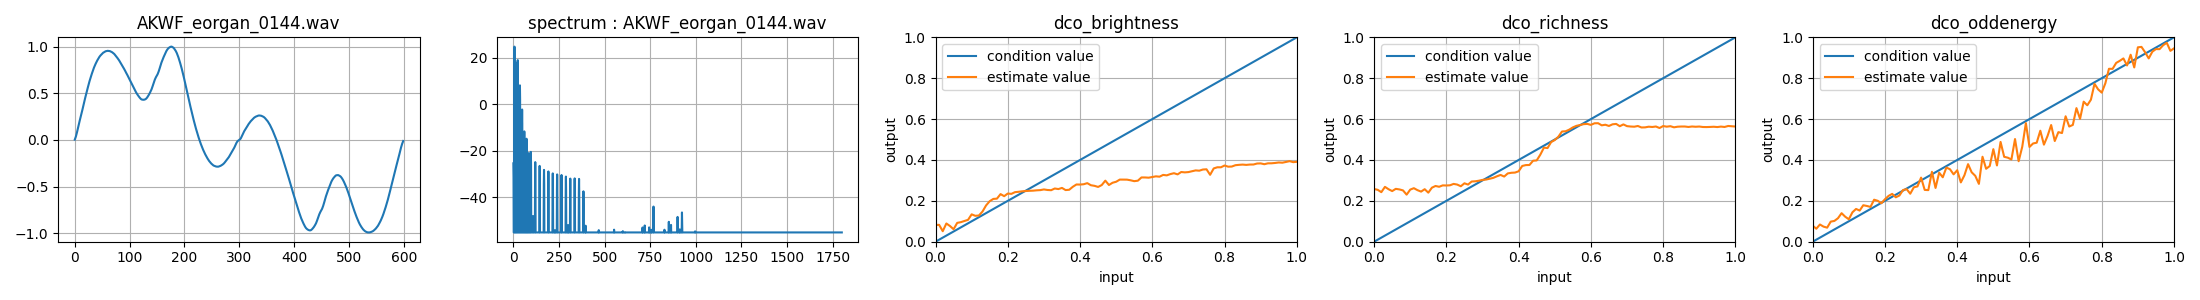 AKWF_eorgan_0144.wav
1.0
0.5
0.0
−0.5
−1.0
0 100 200 300 400 500 600
spectrum : AKWF_eorgan_0144.wav
20
0
−20
−40
0 250 500 750 1000 1250 1500 1750
dco_brightness
condition value
estimate value
output
1.0
0.8
0.6
0.4
0.2
0.0
0.0 0.2 0.4 0.6 0.8 1.0
input
dco_richness
condition value
estimate value
output
1.0
0.8
0.6
0.4
0.2
0.0
0.0 0.2 0.4 0.6 0.8 1.0
input
dco_oddenergy
condition value
estimate value
output
1.0
0.8
0.6
0.4
0.2
0.0
0.0 0.2 0.4 0.6 0.8 1.0
input